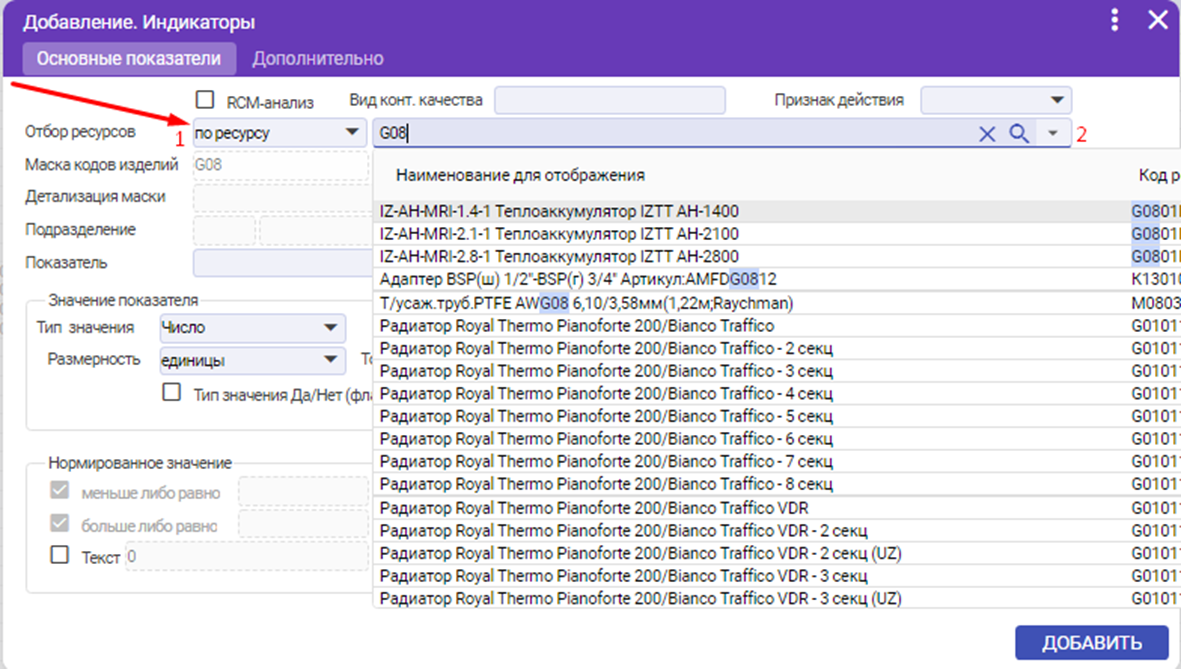 Добавление. Индикаторы
Основные показатели Дополнительно
RCM-анализ Вид конт. качества Признак действия
Отбор ресурсов 1 по ресурсу G08 2
Маска кодов изделий G08
Детализация маски
Подразделение
Показатель
Значение показателя
Тип значения Число
Размерность единицы
Тип значения Да/Нет
Нормированное значение
меньше либо равно
больше либо равно
Текст 0
Наименование для отображения Код р
IZ-AH-MRI-1.4-1 Теплоаккумулятор IZTT AH-1400 G0801
IZ-AH-MRI-2.1-1 Теплоаккумулятор IZTT AH-2100 G0801
IZ-AH-MRI-2.8-1 Теплоаккумулятор IZTT AH-2800 G0801
Адаптер BSP(ш) 1/2"-BSP(г) 3/4" Артикул:AMFDG0812 K13010
Т/усаж.труб.PTFE AWG08 6,10/3,58мм(1,22м;Raychman) M0803
Радиатор Royal Thermo Pianoforte 200/Bianco Traffico G0101
Радиатор Royal Thermo Pianoforte 200/Bianco Traffico - 2 секц G0101
Радиатор Royal Thermo Pianoforte 200/Bianco Traffico - 3 секц G0101
Радиатор Royal Thermo Pianoforte 200/Bianco Traffico - 4 секц G0101
Радиатор Royal Thermo Pianoforte 200/Bianco Traffico - 5 секц G0101
Радиатор Royal Thermo Pianoforte 200/Bianco Traffico - 6 секц G0101
Радиатор Royal Thermo Pianoforte 200/Bianco Traffico - 7 секц G0101
Радиатор Royal Thermo Pianoforte 200/Bianco Traffico - 8 секц G0101
Радиатор Royal Thermo Pianoforte 200/Bianco Traffico VDR G0101
Радиатор Royal Thermo Pianoforte 200/Bianco Traffico VDR - 2 секц G0101
Радиатор Royal Thermo Pianoforte 200/Bianco Traffico VDR - 2 секц (UZ) G0101
Радиатор Royal Thermo Pianoforte 200/Bianco Traffico VDR - 3 секц G0101
Радиатор Royal Thermo Pianoforte 200/Bianco Traffico VDR - 3 секц (UZ) G0101
ДОБАВИТЬ